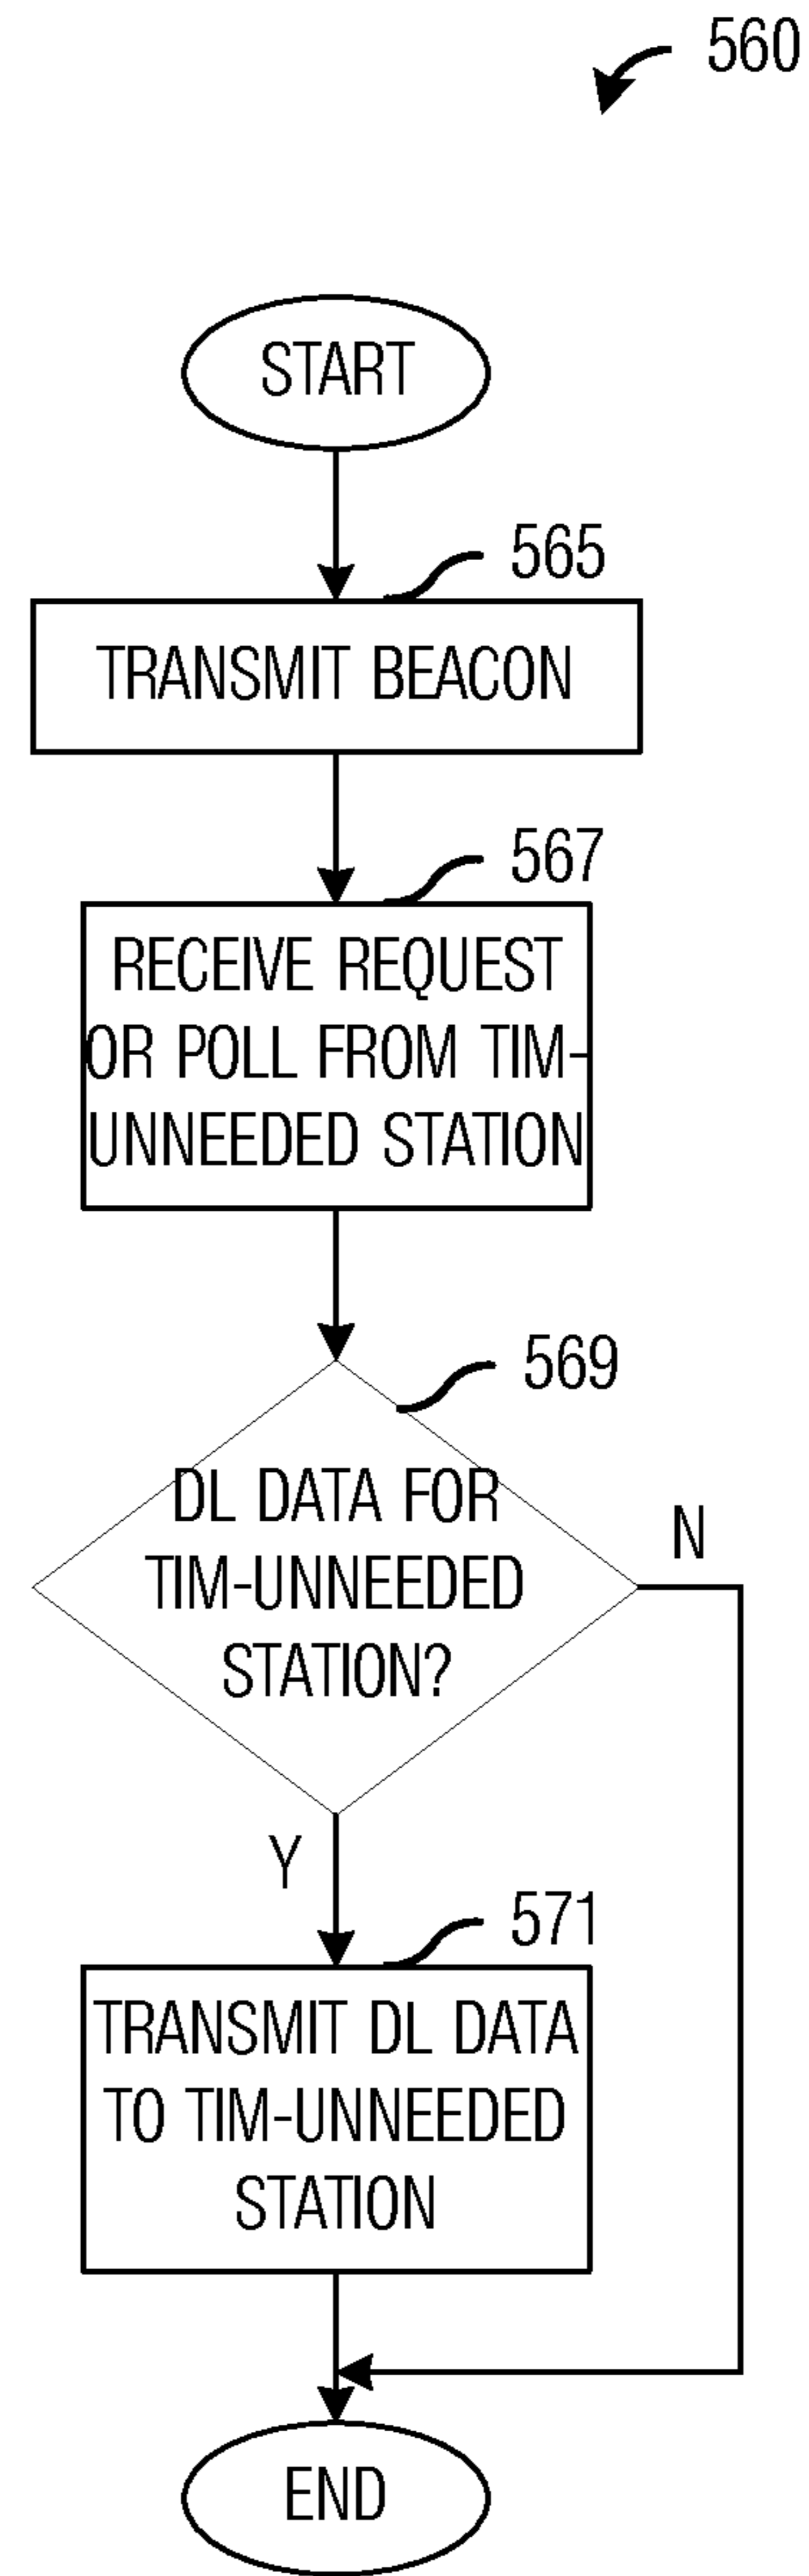 560
START
565
TRANSMIT BEACON
567
RECEIVE REQUEST
OR POLL FROM TIM-
UNNEEDED STATION
569
DL DATA FOR
TIM-UNNEEDED
STATION?
N
Y
571
TRANSMIT DL DATA
TO TIM-UNNEEDED
STATION
END